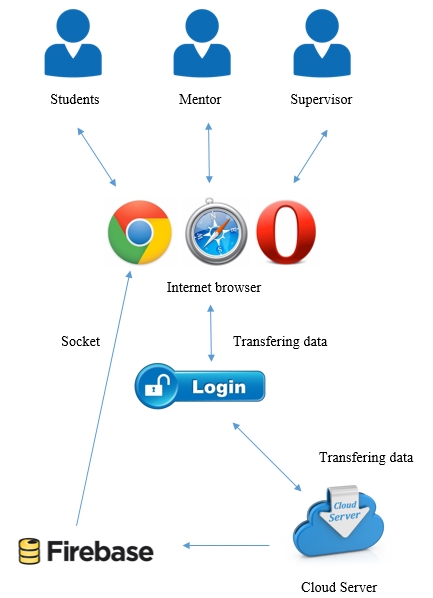 Students
Mentor
Supervisor
Internet browser
Socket
Transfering data
Login
Transfering data
Cloud
Server
Firebase
Cloud Server